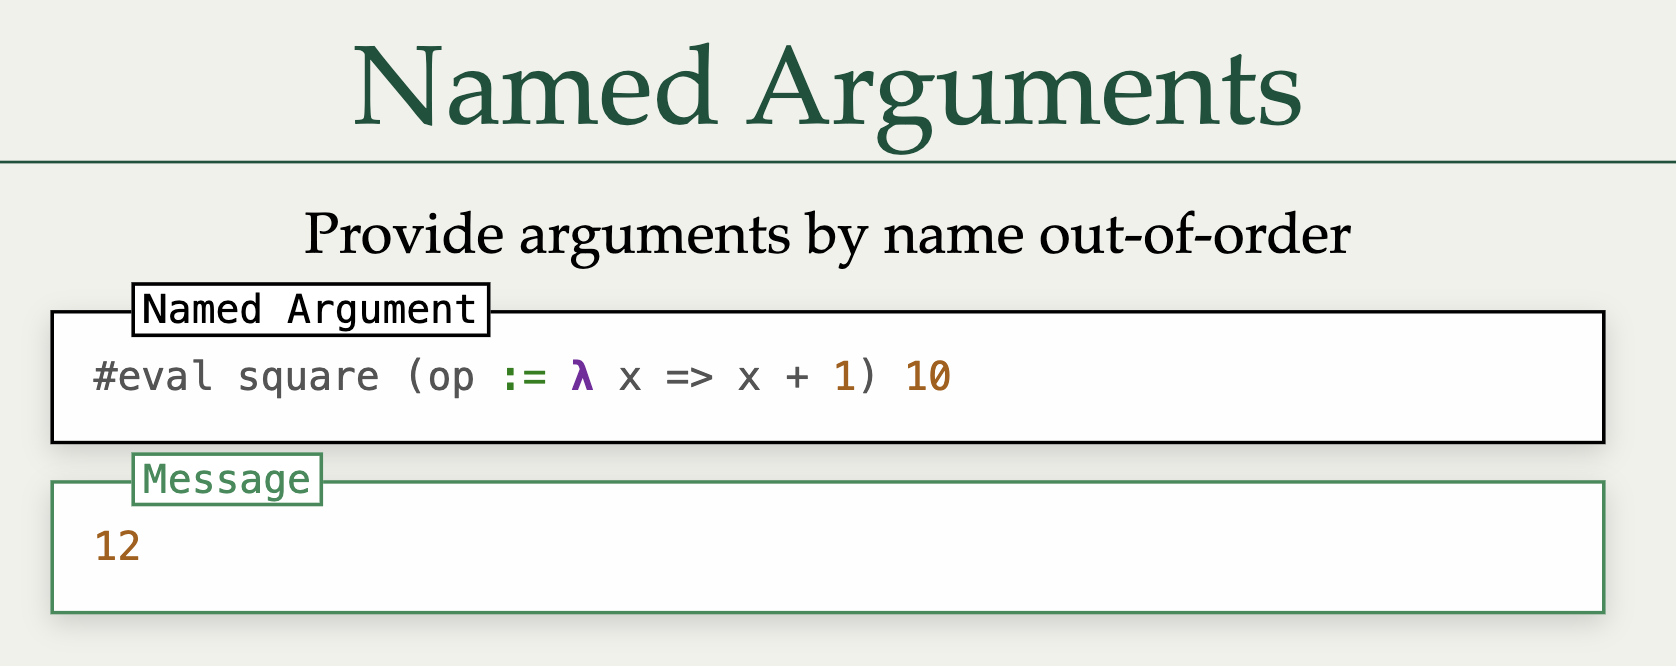 Named Arguments
Provide arguments by name out-of-order
Named Argument
#eval square (op := λ x => x + 1) 10
Message
12